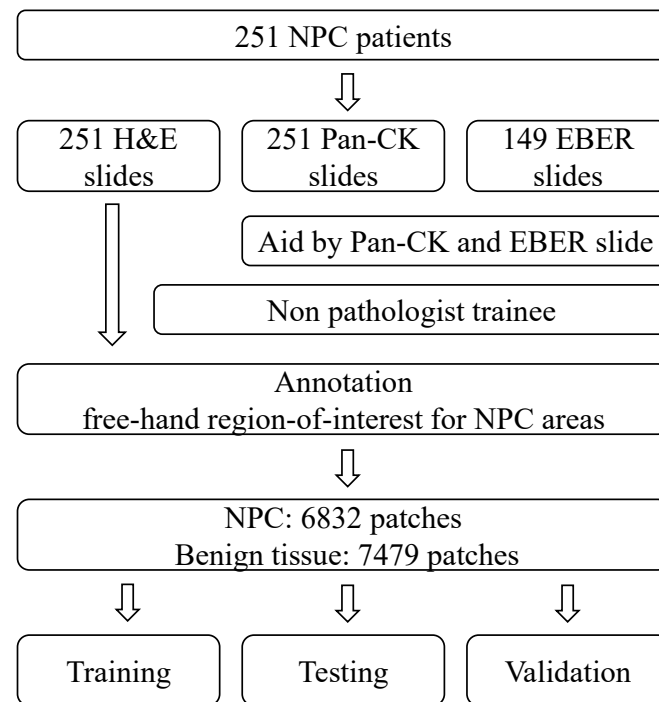 251 NPC patients
251 H&E
slides
251 Pan-CK
slides
149 EBER
slides
Aid by Pan-CK and EBER slide
Non pathologist trainee
Annotation
free-hand region-of-interest for NPC areas
NPC: 6832 patches
Benign tissue: 7479 patches
Training
Testing
Validation